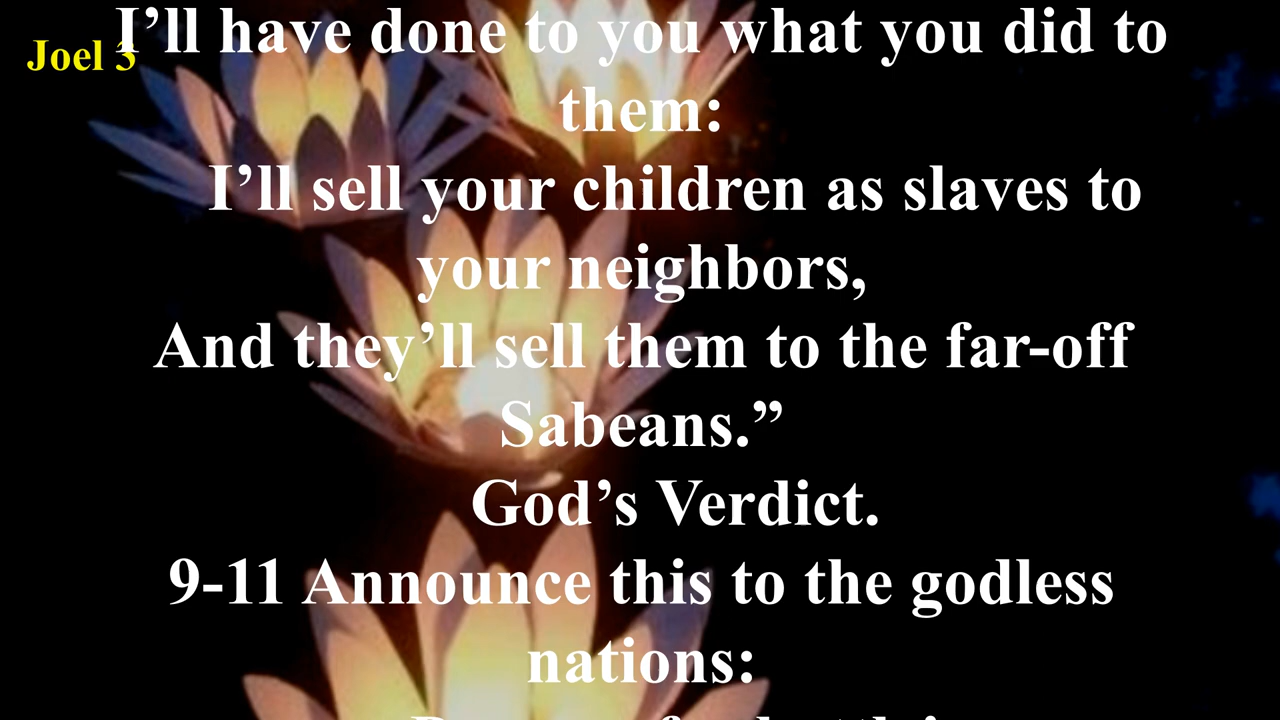 Joel 3
I’ll have done to you what you did to
them:
I’ll sell your children as slaves to
your neighbors,
And they’ll sell them to the far-off
Sabeans.”
God’s Verdict.
9-11 Announce this to the godless
nations: